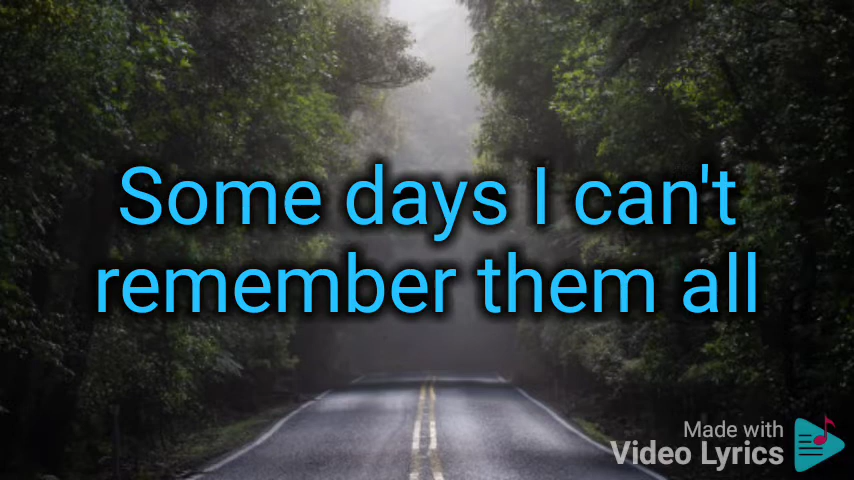 Some days I can't
remember them all
Made with
Video Lyrics